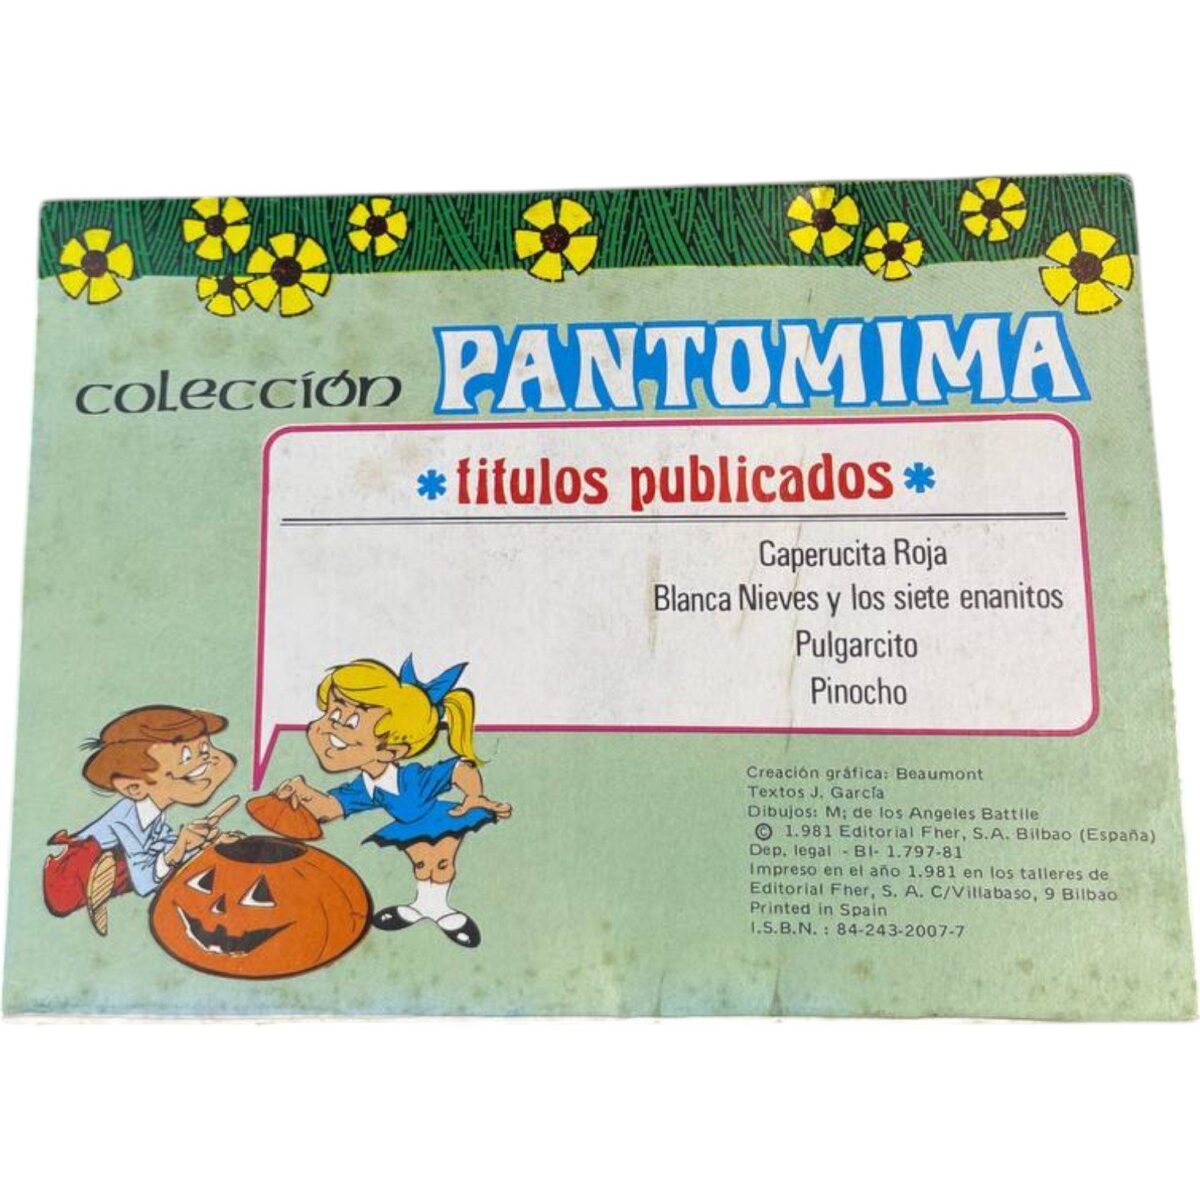 colección PANTOMIMA
*titulos publicados*
Caperucita Roja
Blanca Nieves y los siete enanitos
Pulgarcito
Pinocho
Creación gráfica: Beaumont
Textos J. García
Dibujos: M; de los Angeles Battlle
© 1.981 Editorial Fher, S.A. Bilbao (España)
Dep. legal - BI- 1.797-81
Impreso en el año 1.981 en los talleres de
Editorial Fher, S. A. C/Villabaso, 9 Bilbao
Printed in Spain
I.S.B.N. : 84-243-2007-7